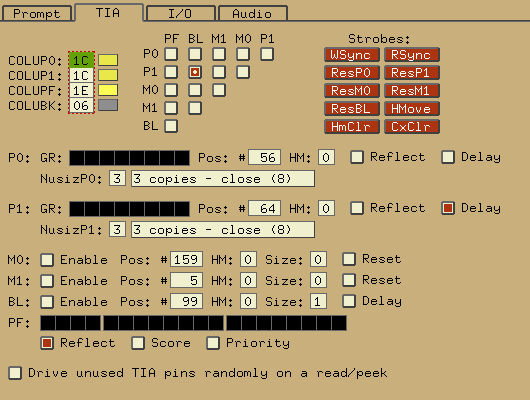 Prompt TIA I/O Audio
PF BL M1 M0 P1 Strobes:
P0 WSync RSync
COLUP0: 1C P1 ResP0 ResP1
COLUP1: 1C M0 ResM0 ResM1
COLUPF: 1E M1 ResBL HMove
COLUBK: 06 BL HmClr CxClr
P0: GR: Pos: #56 HM: 0 Reflect Delay
NusizP0: 3 3 copies - close (8)
P1: GR: Pos: #64 HM: 0 Reflect Delay
NusizP1: 3 3 copies - close (8)
M0: Enable Pos: #159 HM: 0 Size: 0 Reset
M1: Enable Pos: #5 HM: 0 Size: 0 Reset
BL: Enable Pos: #99 HM: 0 Size: 1 Delay
PF:
Reflect Score Priority
Drive unused TIA pins randomly on a read/peek